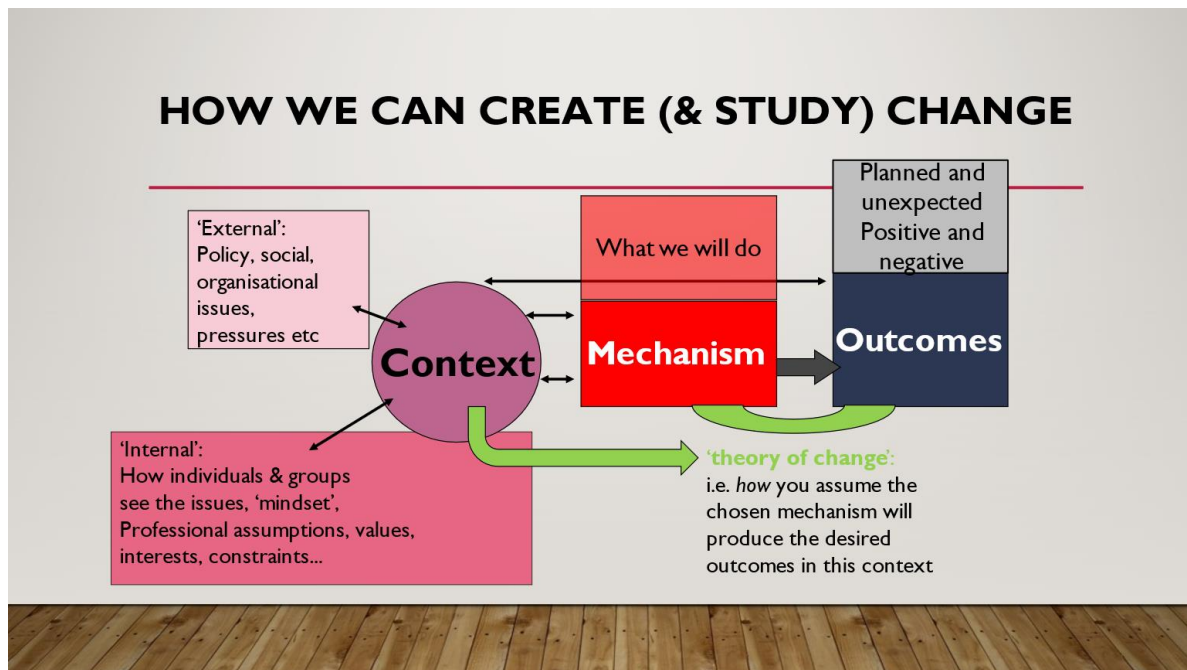 HOW WE CAN CREATE (& STUDY) CHANGE
‘External’:
Policy, social,
organisational
issues,
pressures etc
Context
‘Internal’:
How individuals & groups
see the issues, ‘mindset’,
Professional assumptions, values,
interests, constraints...
What we will do
Mechanism
Planned and
unexpected
Positive and
negative
Outcomes
‘theory of change’:
i.e. how you assume the
chosen mechanism will
produce the desired
outcomes in this context